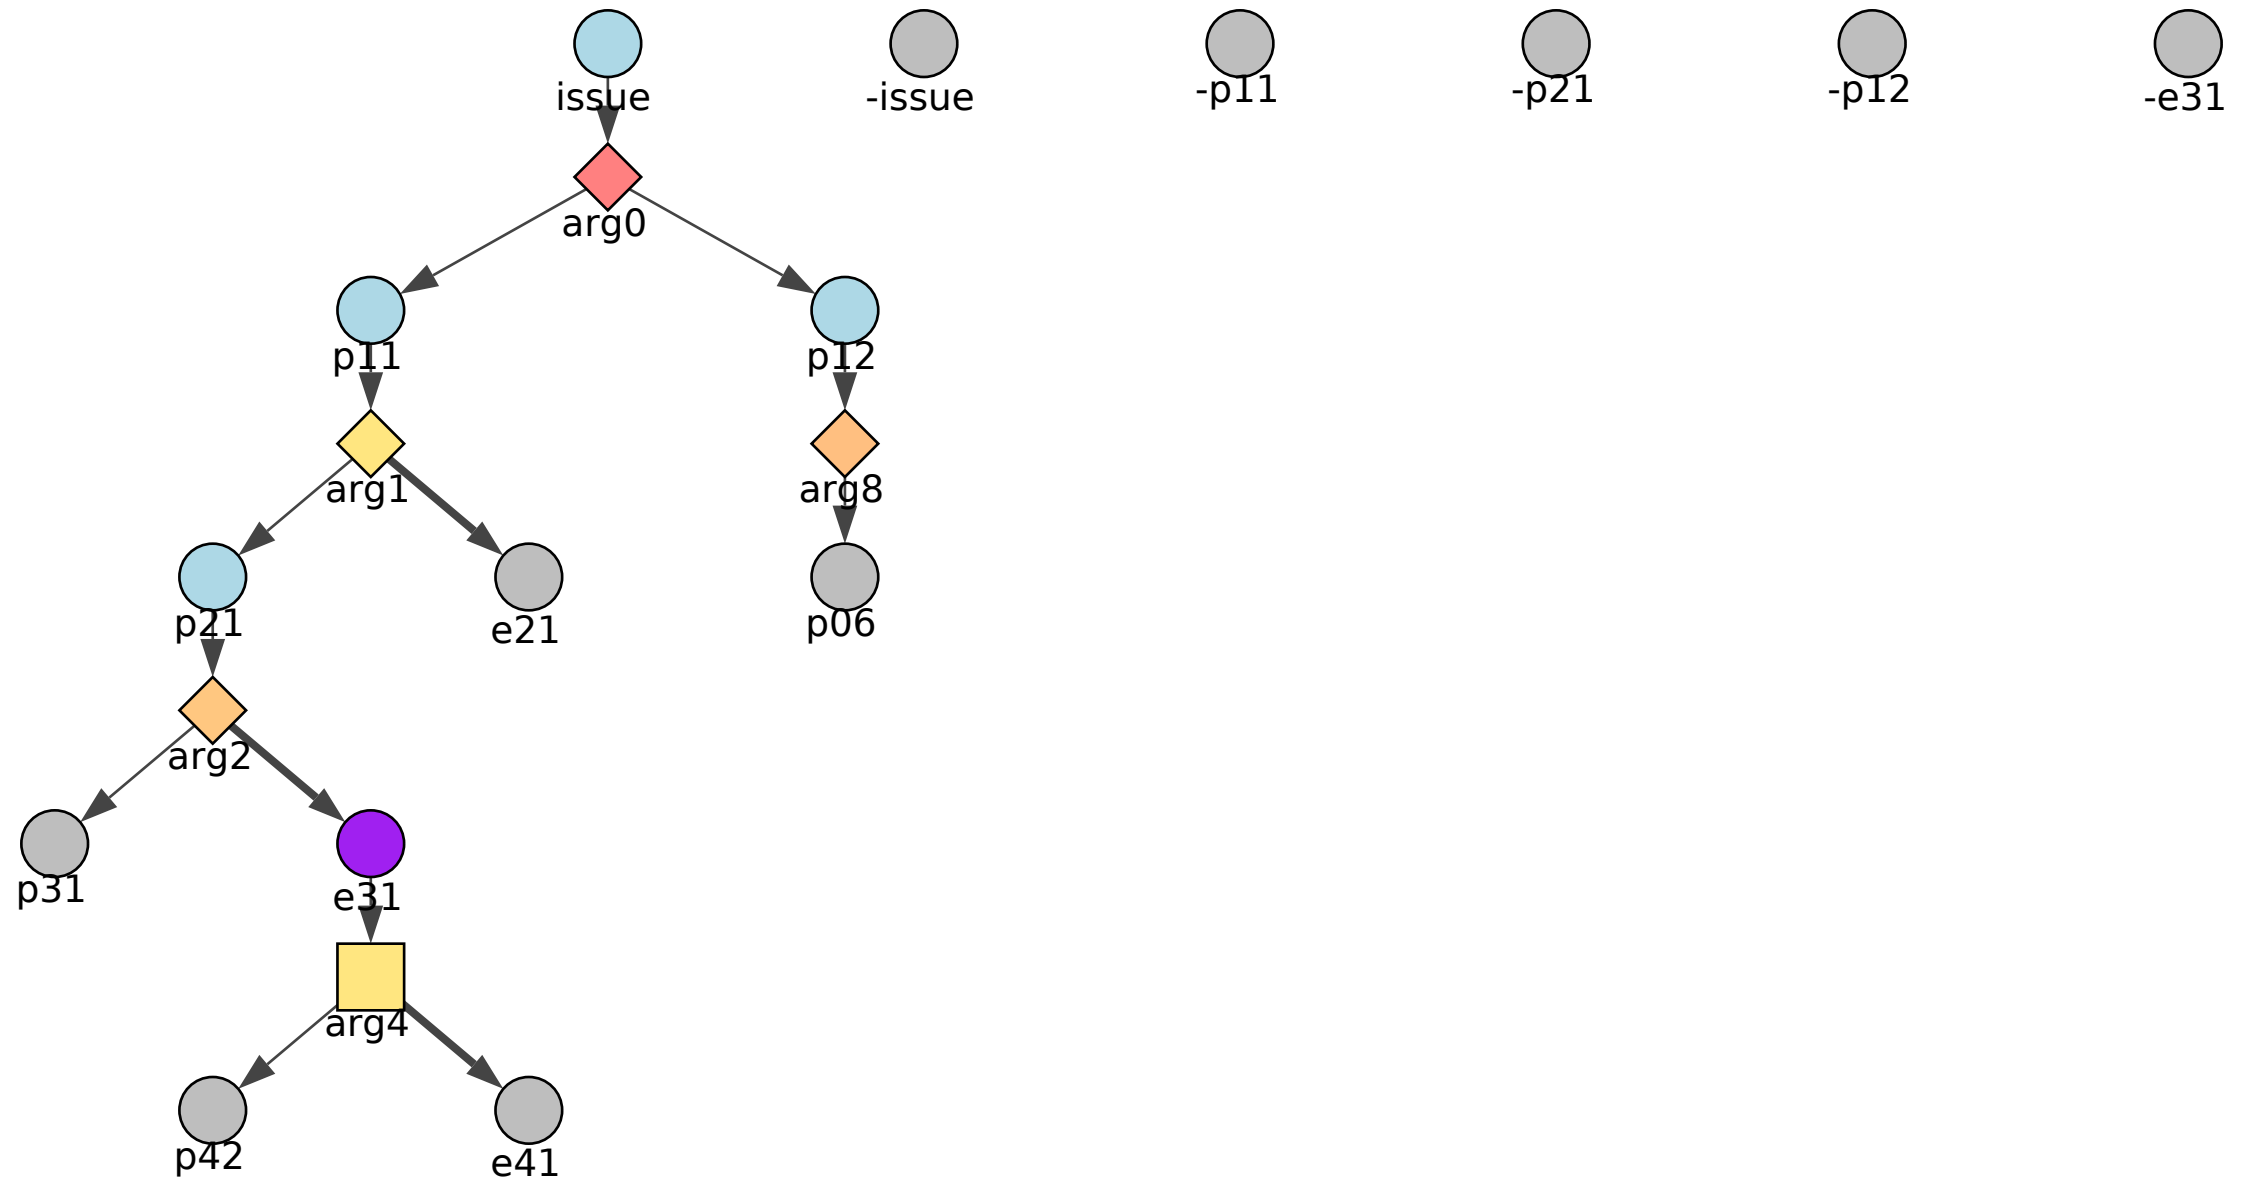 issue
-issue
-p11
-p21
-p12
-e31
arg0
p11
p12
arg1
arg8
p21
e21
p06
arg2
p31
e31
arg4
p42
e41